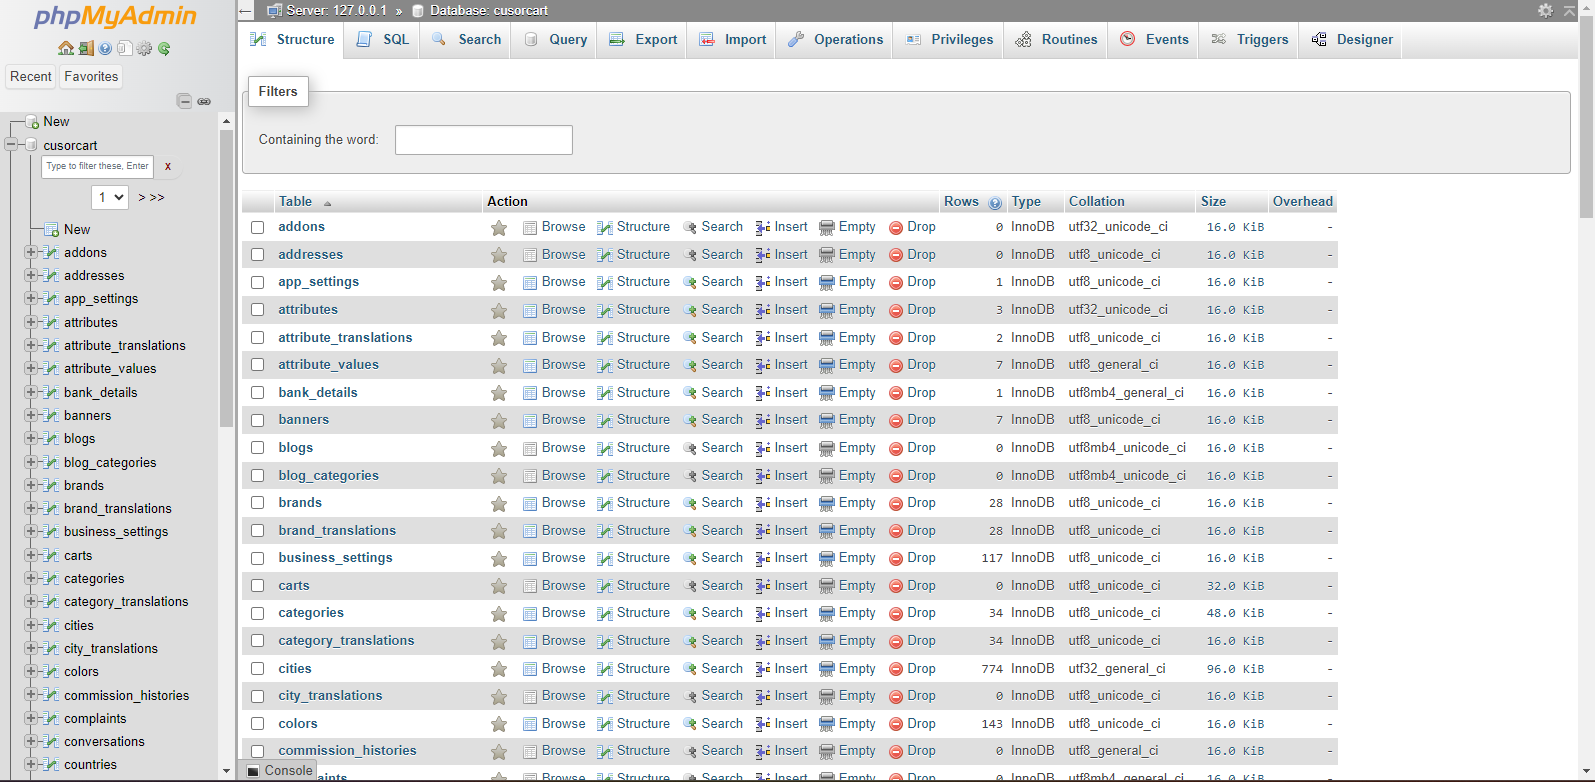 phpMyAdmin
Recent Favorites
New
cusorcart
Type to filter these, Enter X
1 > >>
New
addons
addresses
app_settings
attributes
attribute_translations
attribute_values
bank_details
banners
blogs
blog_categories
brands
brand_translations
business_settings
carts
categories
category_translations
cities
city_translations
colors
commission_histories
complaints
conversations
countries
Server: 127.0.0.1 » Database: cusorcart
Structure SQL Search Query Export Import Operations Privileges Routines Events Triggers Designer
Filters
Containing the word:
Table Action Rows Type Collation Size Overhead
addons Browse Structure Search Insert Empty Drop 0 InnoDB utf32_unicode_ci 16.0 KiB -
addresses Browse Structure Search Insert Empty Drop 0 InnoDB utf8_unicode_ci 16.0 KiB -
app_settings Browse Structure Search Insert Empty Drop 1 InnoDB utf8_unicode_ci 16.0 KiB -
attributes Browse Structure Search Insert Empty Drop 3 InnoDB utf32_unicode_ci 16.0 KiB -
attribute_translations Browse Structure Search Insert Empty Drop 2 InnoDB utf8_unicode_ci 16.0 KiB -
attribute_values Browse Structure Search Insert Empty Drop 7 InnoDB utf8_general_ci 16.0 KiB -
bank_details Browse Structure Search Insert Empty Drop 1 InnoDB utf8mb4_general_ci 16.0 KiB -
banners Browse Structure Search Insert Empty Drop 7 InnoDB utf8_unicode_ci 16.0 KiB -
blogs Browse Structure Search Insert Empty Drop 0 InnoDB utf8mb4_unicode_ci 16.0 KiB -
blog_categories Browse Structure Search Insert Empty Drop 0 InnoDB utf8mb4_unicode_ci 16.0 KiB -
brands Browse Structure Search Insert Empty Drop 28 InnoDB utf8_unicode_ci 16.0 KiB -
brand_translations Browse Structure Search Insert Empty Drop 28 InnoDB utf8_unicode_ci 16.0 KiB -
business_settings Browse Structure Search Insert Empty Drop 117 InnoDB utf8_unicode_ci 16.0 KiB -
carts Browse Structure Search Insert Empty Drop 0 InnoDB utf8_unicode_ci 32.0 KiB -
categories Browse Structure Search Insert Empty Drop 34 InnoDB utf8_unicode_ci 48.0 KiB -
category_translations Browse Structure Search Insert Empty Drop 34 InnoDB utf8_unicode_ci 16.0 KiB -
cities Browse Structure Search Insert Empty Drop 774 InnoDB utf32_general_ci 96.0 KiB -
city_translations Browse Structure Search Insert Empty Drop 0 InnoDB utf8_unicode_ci 16.0 KiB -
colors Browse Structure Search Insert Empty Drop 143 InnoDB utf8_unicode_ci 16.0 KiB -
commission_histories Browse Structure Search Insert Empty Drop 0 InnoDB utf8_general_ci 16.0 KiB -
Console
aints Browse Structure Search Insert Empty Drop 0 InnoDB utf8mb4_general_ci 16.0 KiB -